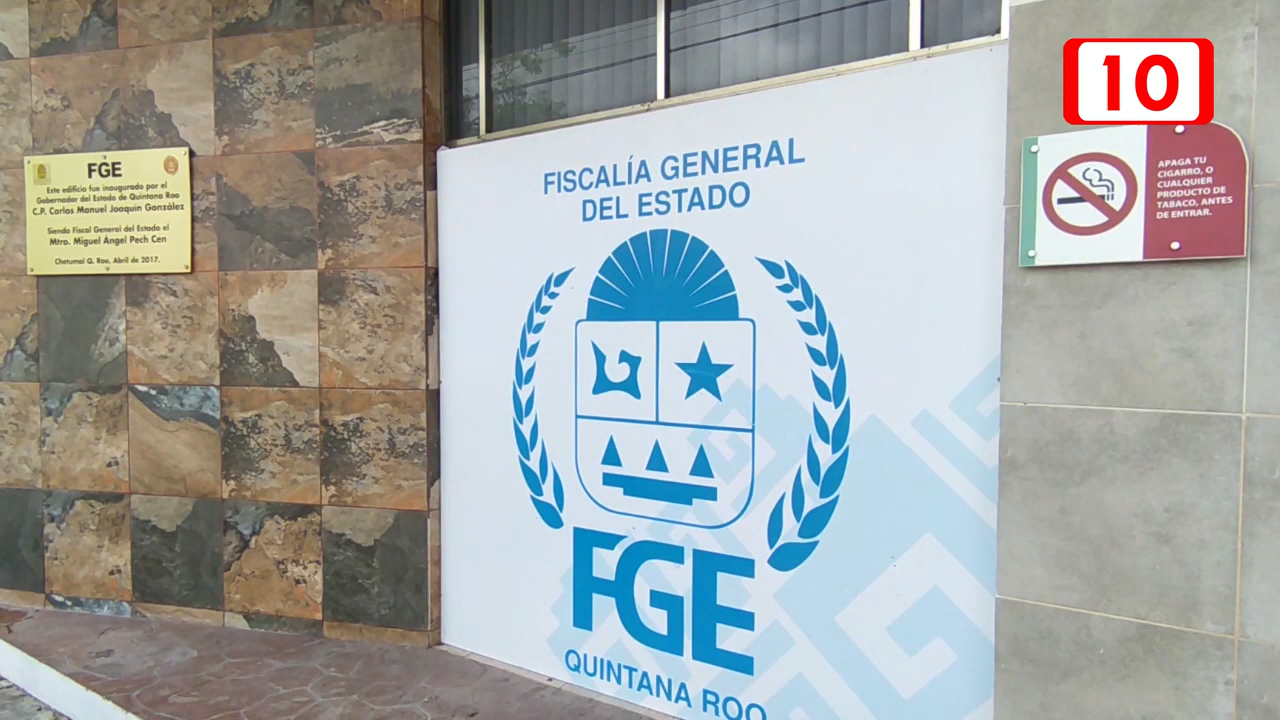 FGE
Este edificio fue inaugurado por el
Gobernador del Estado de Quintana Roo
C.P. Carlos Manuel Joaquín González
Siendo Fiscal General del Estado el
Mtro. Miguel Angel Pech Cen
Chetumal Q. Roo, Abril de 2017.
FISCALÍA GENERAL
DEL ESTADO
FGE
QUINTANA ROO
10
APAGA TU
CIGARRO, O
CUALQUIER
PRODUCTO DE
TABACO, ANTES
DE ENTRAR.